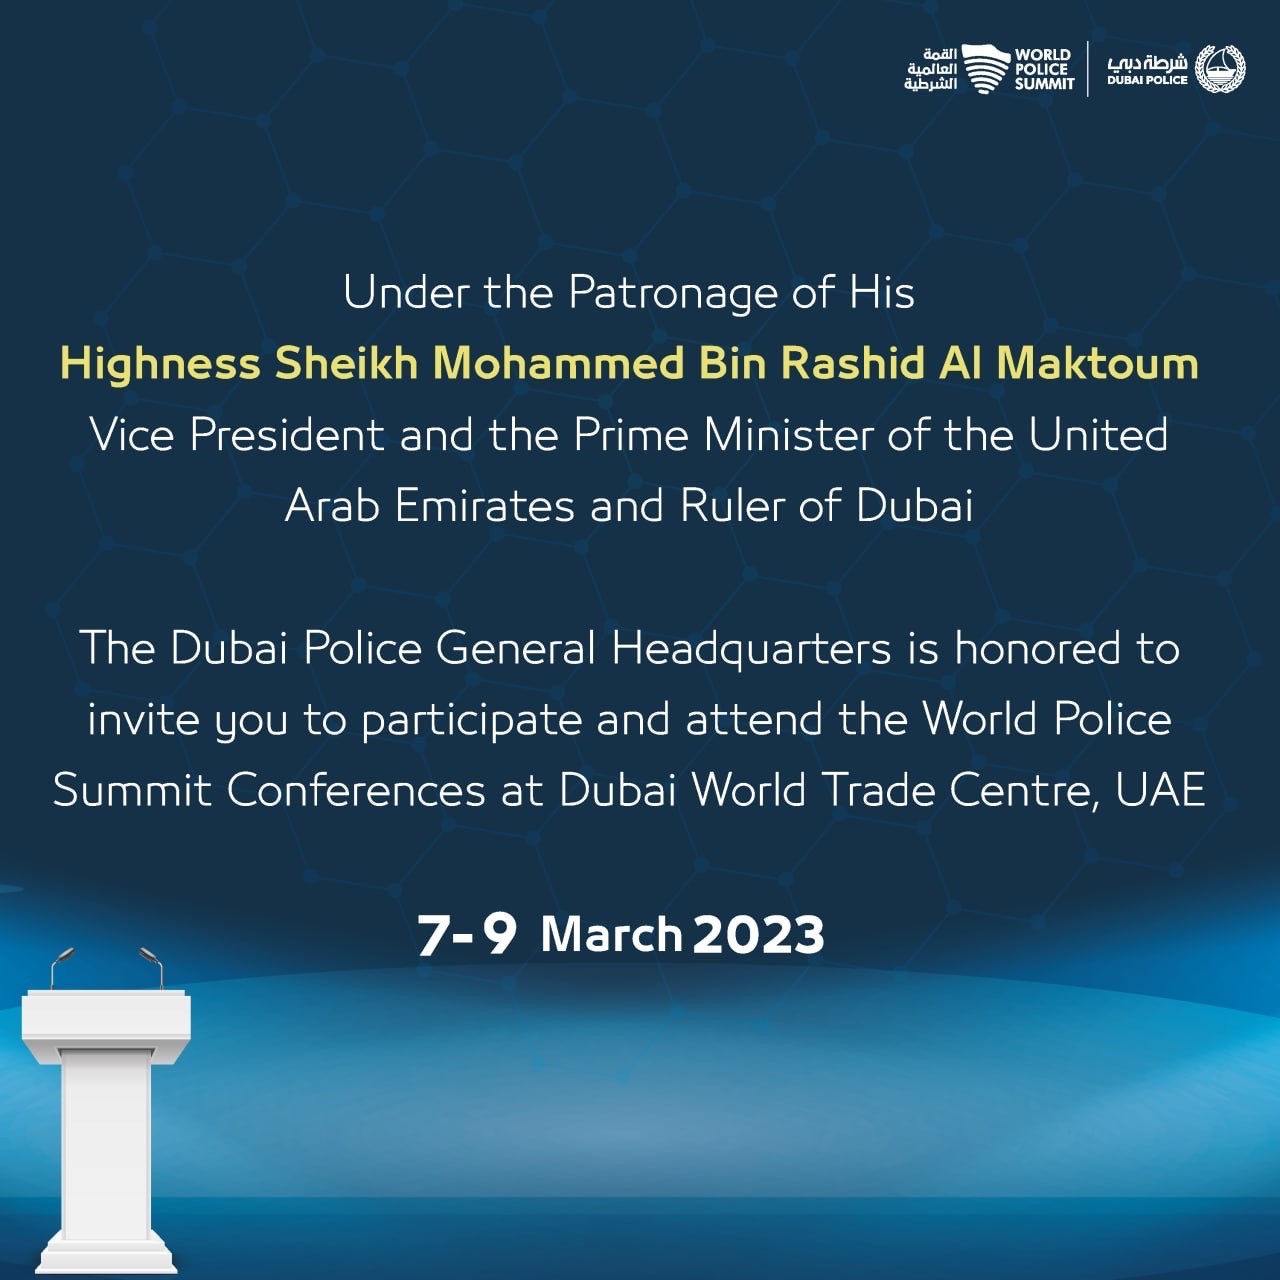 القمة
العالمية
الشرطية
WORLD
POLICE
SUMMIT
شرطة دبي
DUBAI POLICE
Under the Patronage of His
Highness Sheikh Mohammed Bin Rashid Al Maktoum
Vice President and the Prime Minister of the United
Arab Emirates and Ruler of Dubai
The Dubai Police General Headquarters is honored to
invite you to participate and attend the World Police
Summit Conferences at Dubai World Trade Centre, UAE
7-9 March 2023